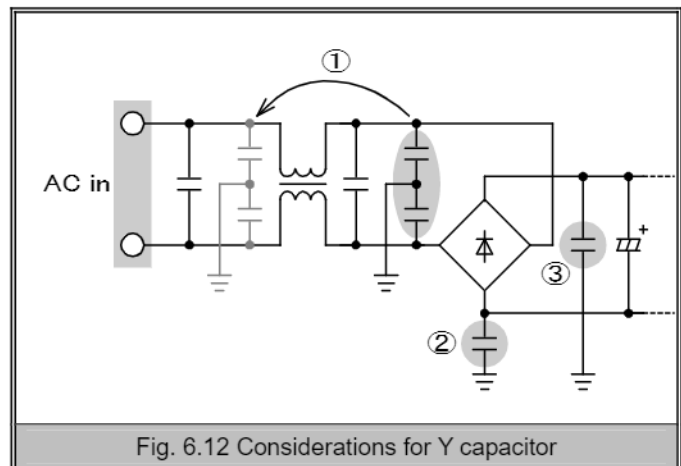 ①
AC in
+
③
②
Fig. 6.12 Considerations for Y capacitor